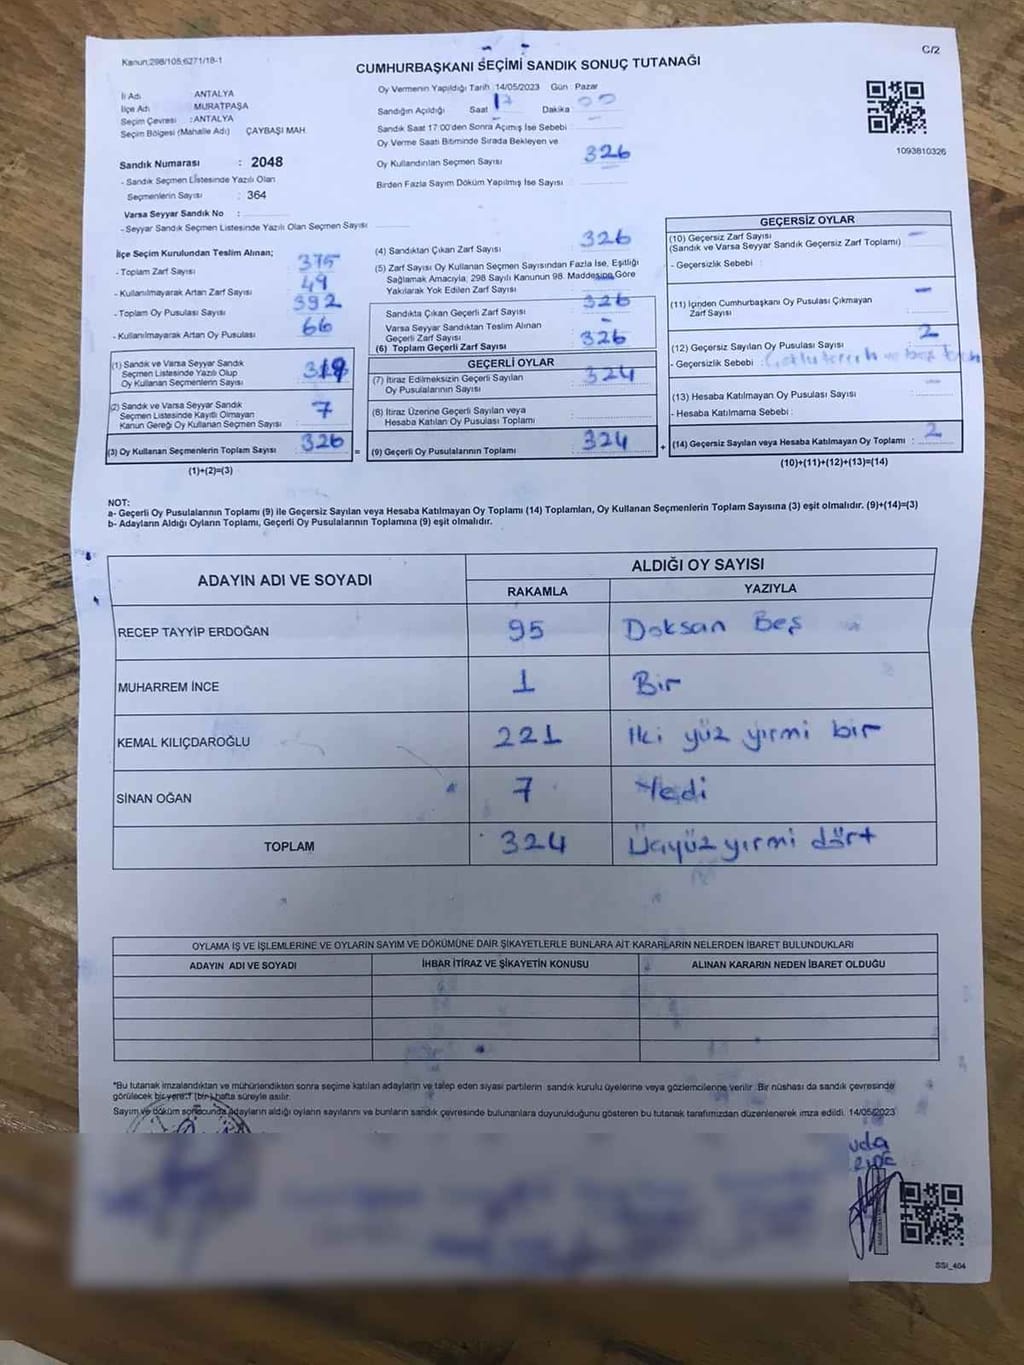 Kanun:298/105;6271/18-1
C/2
CUMHURBAŞKANI SEÇİMİ SANDIK SONUÇ TUTANAĞI
İl Adı ANTALYA
İlçe Adı MURATPAŞA
Seçim Çevresi : ANTALYA
Seçim Bölgesi (Mahalle Adı) ÇAYBAŞI MAH.
Sandık Numarası : 2048
- Sandık Seçmen Listesinde Yazılı Olan
Seçmenlerin Sayısı : 364
Varsa Seyyar Sandık No :
- Seyyar Sandık Seçmen Listesinde Yazılı Olan Seçmen Sayısı :
Oy Vermenin Yapıldığı Tarih :14/05/2023 Gün : Pazar
Sandığın Açıldığı Saat 17 Dakika 00
Sandık Saat 17:00'den Sonra Açımış İse Sebebi :
Oy Verme Saati Bitiminde Sırada Bekleyen ve
Oy Kullandırılan Seçmen Sayısı 326
Birden Fazla Sayım Döküm Yapılmış İse Sayısı :
1093810326
İlçe Seçim Kurulundan Teslim Alınan;
- Toplam Zarf Sayısı : 375
- Kullanılmayarak Artan Zarf Sayısı : 49
- Toplam Oy Pusulası Sayısı : 392
- Kullanılmayarak Artan Oy Pusulası : 66
(1) Sandık ve Varsa Seyyar Sandık
Seçmen Listesinde Yazılı Olup
Oy Kullanan Seçmenlerin Sayısı : 319
(2) Sandık ve Varsa Seyyar Sandık
Seçmen Listesinde Kayıtlı Olmayan
Kanun Gereği Oy Kullanan Seçmen Sayısı : 7
(3) Oy Kullanan Seçmenlerin Toplam Sayısı : 326
(1)+(2)=(3)
=
(4) Sandıktan Çıkan Zarf Sayısı : 326
(5) Zarf Sayısı Oy Kullanan Seçmen Sayısından Fazla İse, Eşitliği
Sağlamak Amacıyla; 298 Sayılı Kanunun 98. Maddesine Göre
Yakılarak Yok Edilen Zarf Sayısı :
Sandıkta Çıkan Geçerli Zarf Sayısı : 326
Varsa Seyyar Sandıktan Teslim Alınan
Geçerli Zarf Sayısı : -
(6) Toplam Geçerli Zarf Sayısı : 326
GEÇERLİ OYLAR
(7) İtiraz Edilmeksizin Geçerli Sayılan
Oy Pusulalarının Sayısı : 324
(8) İtiraz Üzerine Geçerli Sayılan veya
Hesaba Katılan Oy Pusulası Toplamı :
(9) Geçerli Oy Pusulalarının Toplamı : 324
+
GEÇERSİZ OYLAR
(10) Geçersiz Zarf Sayısı : -
(Sandık ve Varsa Seyyar Sandık Geçersiz Zarf Toplamı)
- Geçersizlik Sebebi :
(11) İçinden Cumhurbaşkanı Oy Pusulası Çıkmayan
Zarf Sayısı : -
(12) Geçersiz Sayılan Oy Pusulası Sayısı : 2
- Geçersizlik Sebebi :
(13) Hesaba Katılmayan Oy Pusulası Sayısı : -
- Hesaba Katılmama Sebebi :
(14) Geçersiz Sayılan veya Hesaba Katılmayan Oy Toplamı : 2
(10)+(11)+(12)+(13)=(14)
NOT:
a- Geçerli Oy Pusulalarının Toplamı (9) ile Geçersiz Sayılan veya Hesaba Katılmayan Oy Toplamı (14) Toplamları, Oy Kullanan Seçmenlerin Toplam Sayısına (3) eşit olmalıdır. (9)+(14)=(3)
b- Adayların Aldığı Oyların Toplamı, Geçerli Oy Pusulalarının Toplamına (9) eşit olmalıdır.
ADAYIN ADI VE SOYADI
ALDIĞI OY SAYISI
RAKAMLA YAZIYLA
RECEP TAYYİP ERDOĞAN 95 Doksan Beş
MUHARREM İNCE 1 Bir
KEMAL KILIÇDAROĞLU 221 İki yüz yirmi bir
SİNAN OĞAN 7 Yedi
TOPLAM 324 Üçyüz yirmi dört
OYLAMA İŞ VE İŞLEMLERİNE VE OYLARIN SAYIM VE DÖKÜMÜNE DAİR ŞİKAYETLERLE BUNLARA AİT KARARLARIN NELERDEN İBARET BULUNDUKLARI
ADAYIN ADI VE SOYADI İHBAR İTİRAZ VE ŞİKAYETİN KONUSU ALINAN KARARIN NEDEN İBARET OLDUĞU
*Bu tutanak imzalandıktan ve mühürlendikten sonra seçime katılan adayların ve talep eden siyasi partilerin sandık kurulu üyelerine veya gözlemcilerine verilir. Bir nüshası da sandık çevresinde
görülecek bir yere 1 (bir) hafta süreyle asılır.
Sayım ve döküm sonucunda adayların aldığı oyların sayılarını ve bunların sandık çevresinde bulunanlara duyurulduğunu gösteren bu tutanak tarafımızdan düzenlenerek imza edildi. 14/05/2023
SSI_404